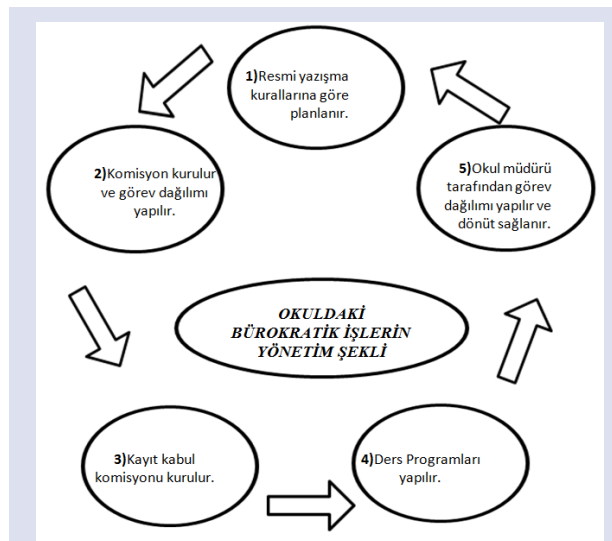 1)Resmi yazışma
kurallarına göre
planlanır.
2)Komisyon kurulur
ve görev dağılımı
yapılır.
3)Kayıt kabul
komisyonu kurulur.
4)Ders Programları
yapılır.
5)Okul müdürü
tarafından görev
dağılımı yapılır ve
dönüt sağlanır.
OKULDAKİ
BÜROKRATİK İŞLERİN
YÖNETİM ŞEKLİ